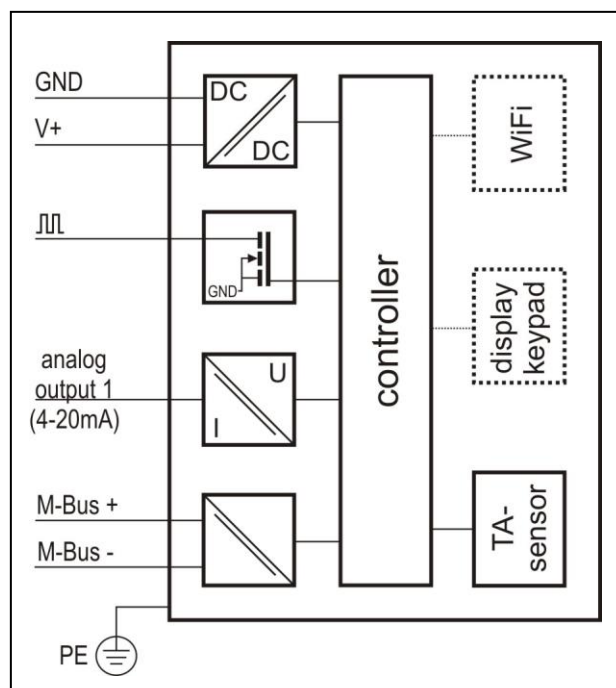 GND
V+
DC
DC
GND
analog
output 1
(4-20mA)
U
I
M-Bus +
M-Bus -
PE
controller
WiFi
display
keypad
TA-
sensor